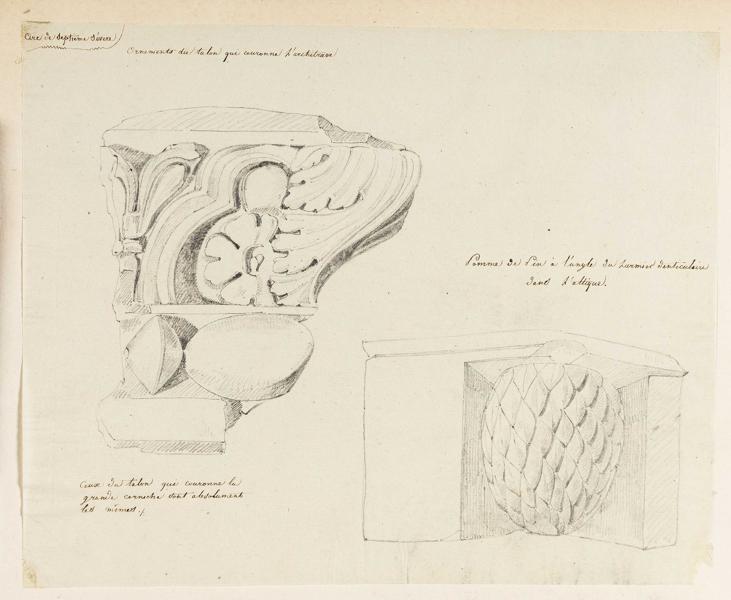 Arc de Septime Sévere
Ornements du talon qui couronne l'architrave
Pomme de Pin à l'angle du Larmier denticulaire
dans l'attique.
Ceux du talon qui couronne la
grande corniche sont absolument
les mêmes.